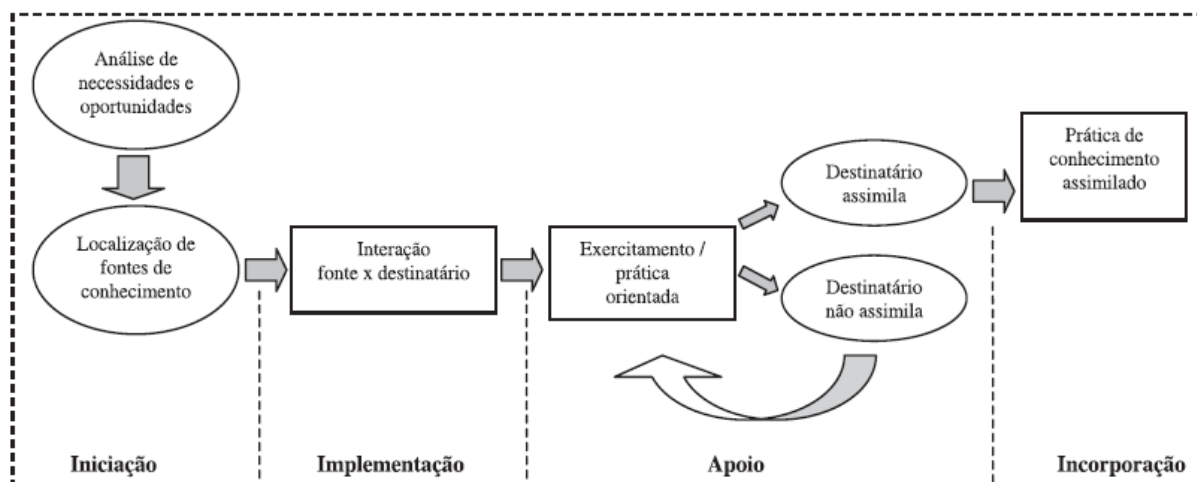 Análise de
necessidades e
oportunidades
Localização de
fontes de
conhecimento
Interação
fonte x destinatário
Exercitamento /
prática
orientada
Destinatário
assimila
Destinatário
não assimila
Prática de
conhecimento
assimilado
Iniciação
Implementação
Apoio
Incorporação